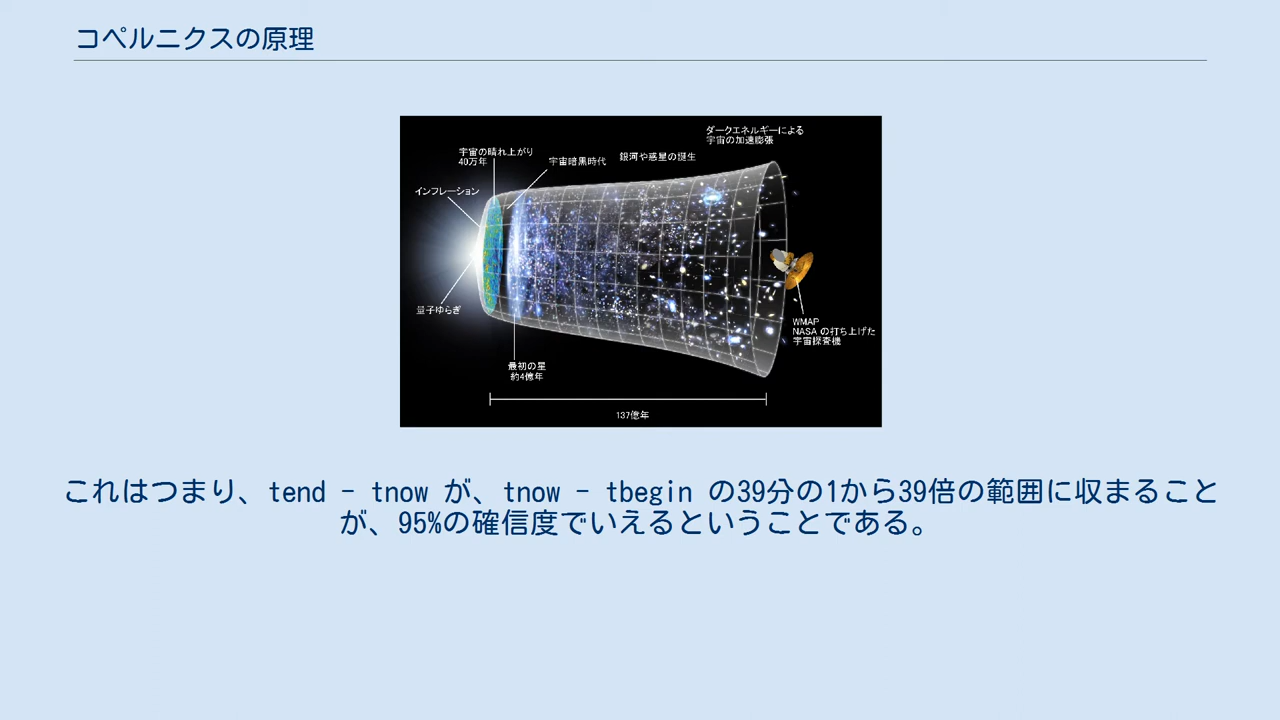 コペルニクスの原理
ダークエネルギーによる
宇宙の加速膨張
宇宙の晴れ上がり
40万年
宇宙暗黒時代
銀河や惑星の誕生
インフレーション
量子ゆらぎ
WMAP
NASA の打ち上げた
宇宙探査機
最初の星
約4億年
137億年
これはつまり、tend - tnow が、tnow - tbegin の39分の1から39倍の範囲に収まること
が、95%の確信度でいえるということである。